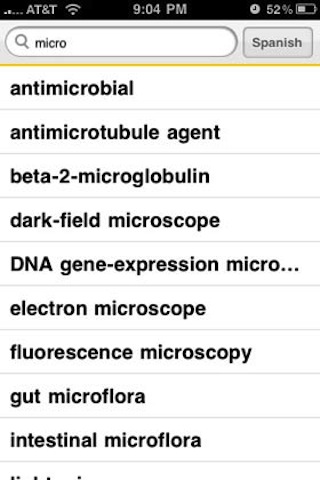 AT&T 9:04 PM 52%
micro Spanish
antimicrobial
antimicrotubule agent
beta-2-microglobulin
dark-field microscope
DNA gene-expression micro...
electron microscope
fluorescence microscopy
gut microflora
intestinal microflora